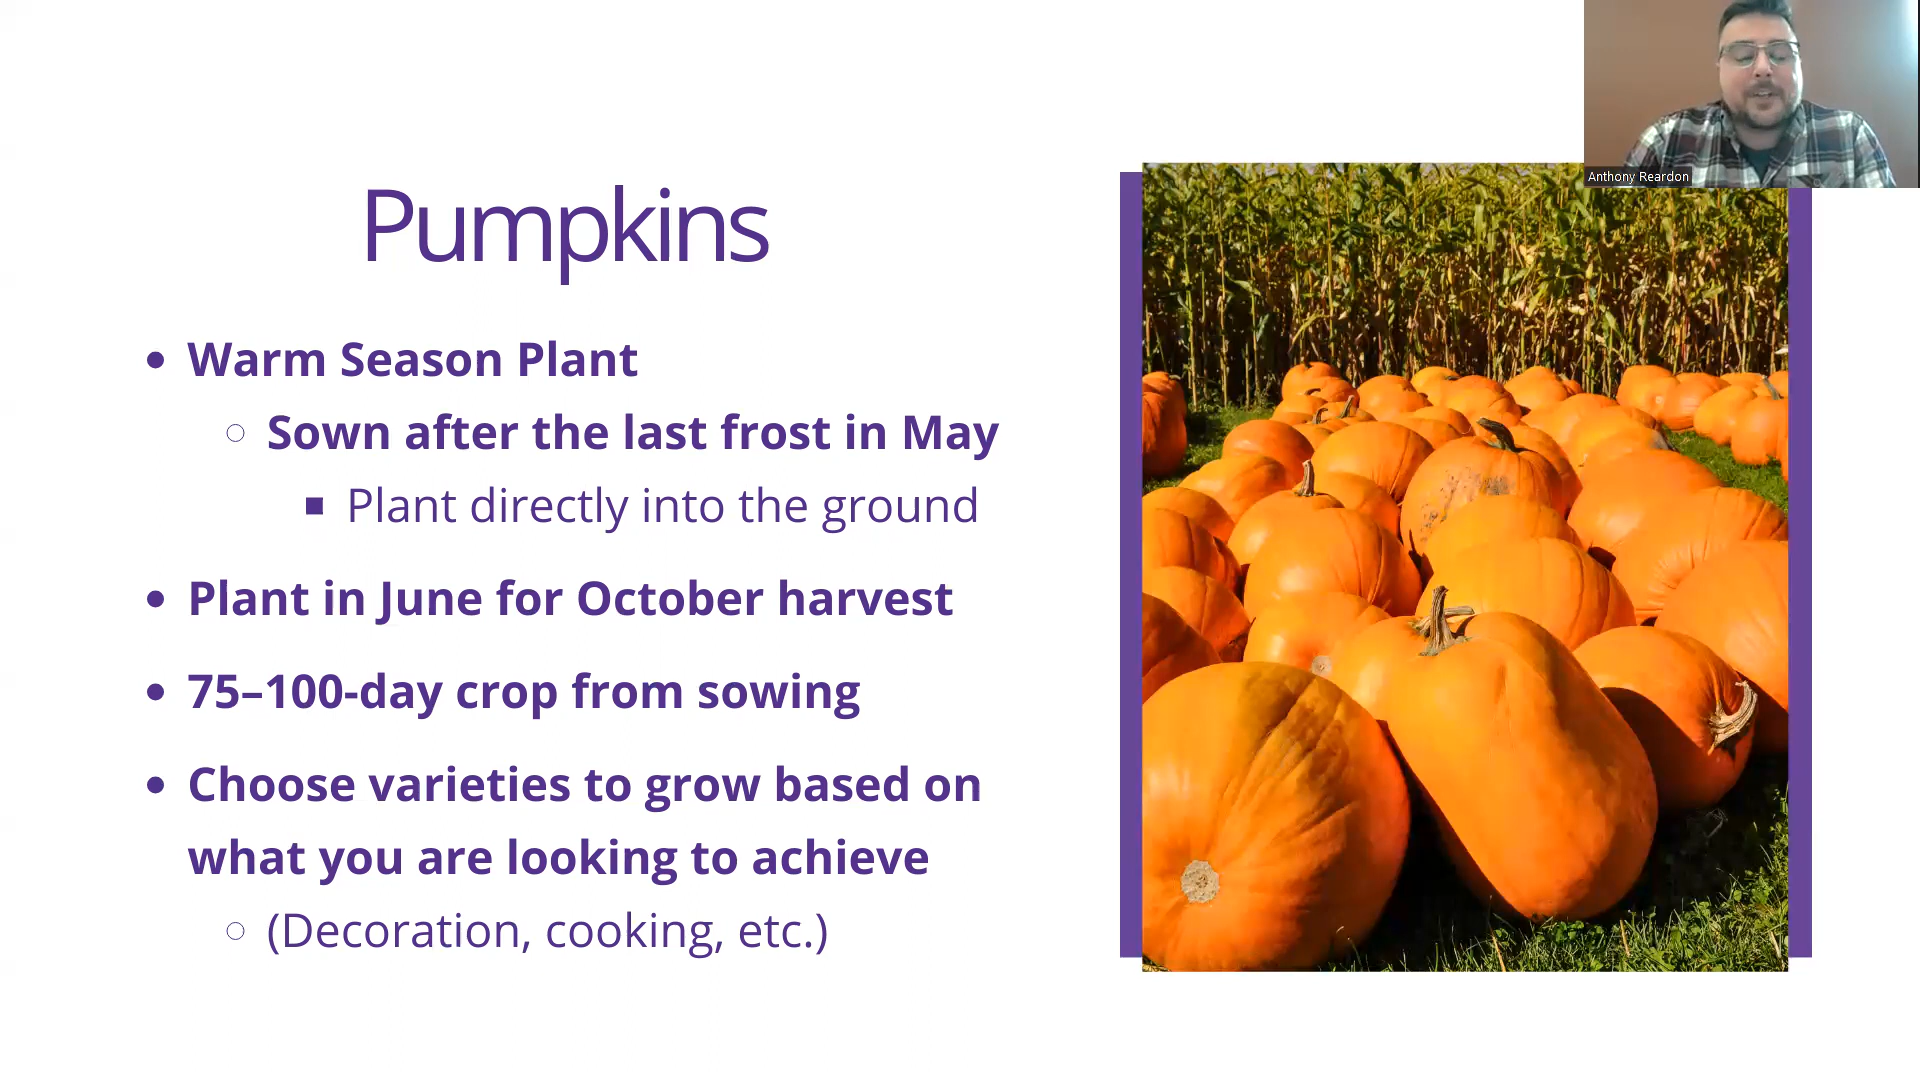 Pumpkins
• Warm Season Plant
○ Sown after the last frost in May
▪ Plant directly into the ground
• Plant in June for October harvest
• 75–100-day crop from sowing
• Choose varieties to grow based on
what you are looking to achieve
○ (Decoration, cooking, etc.)
Anthony Reardon